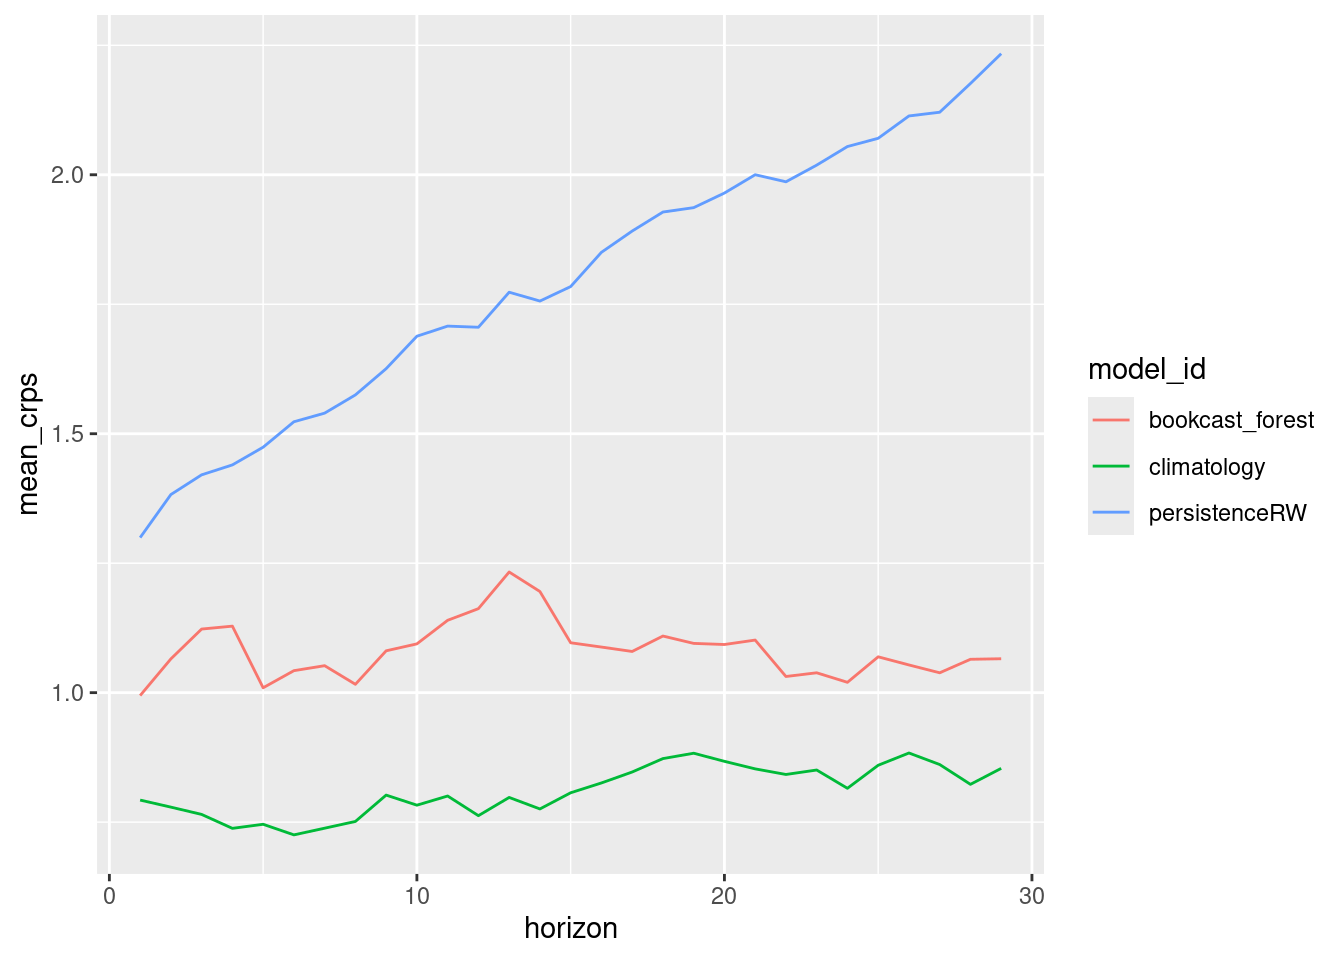 mean_crps
2.0
1.5
1.0
0
10
20
30
horizon
model_id
bookcast_forest
climatology
persistenceRW